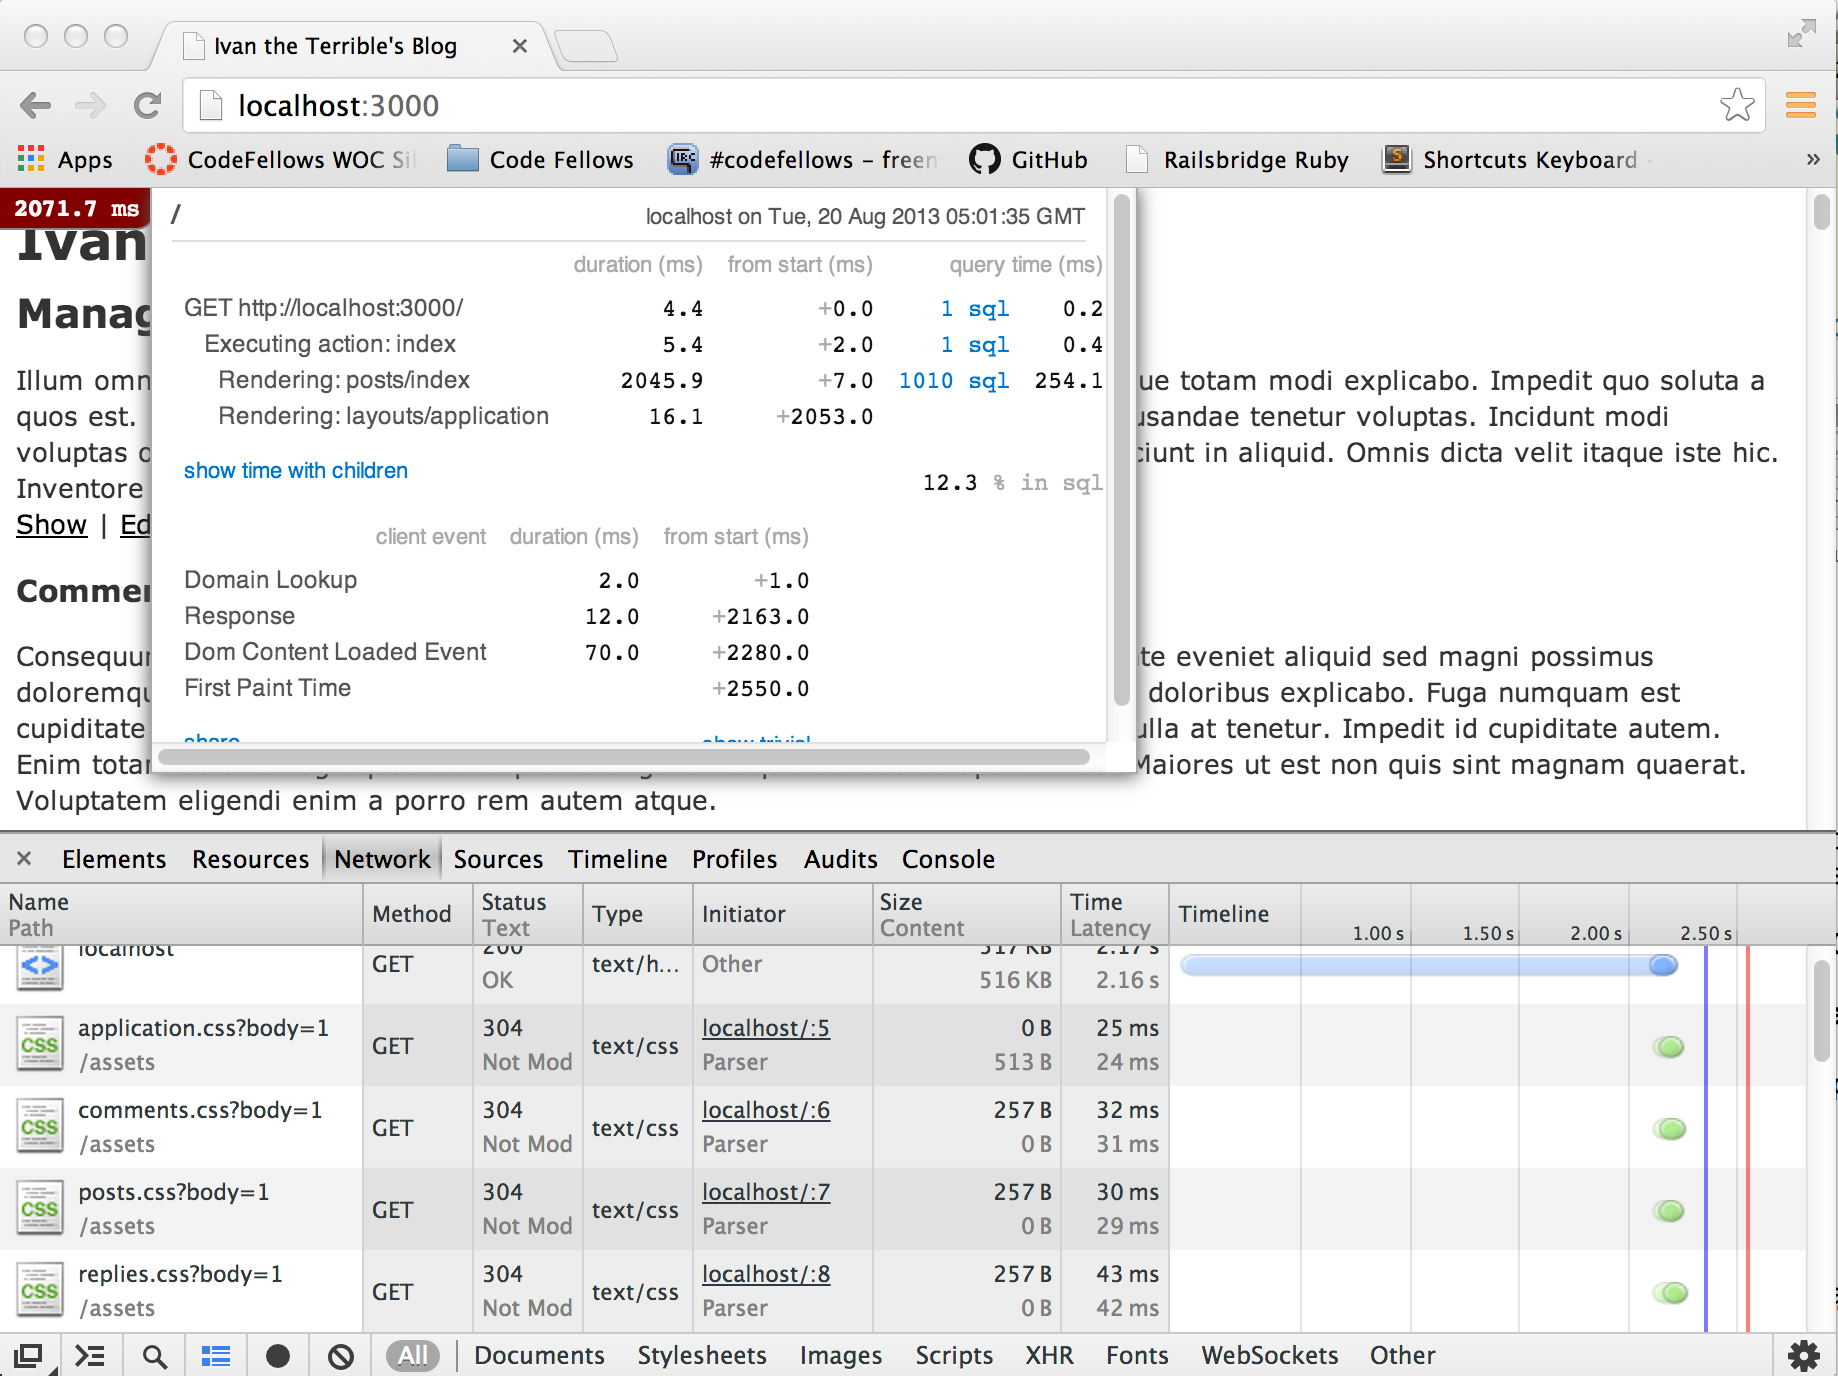 Ivan the Terrible's Blog
localhost:3000
Apps
CodeFellows WOC Sil
Code Fellows
#codefellows – freen
GitHub
Railsbridge Ruby
Shortcuts Keyboard
»
2071.7 ms
/
localhost on Tue, 20 Aug 2013 05:01:35 GMT
duration (ms) from start (ms) query time (ms)
GET http://localhost:3000/ 4.4 +0.0 1 sql 0.2
Executing action: index 5.4 +2.0 1 sql 0.4
Rendering: posts/index 2045.9 +7.0 1010 sql 254.1
Rendering: layouts/application 16.1 +2053.0
show time with children
12.3 % in sql
client event duration (ms) from start (ms)
Domain Lookup 2.0 +1.0
Response 12.0 +2163.0
Dom Content Loaded Event 70.0 +2280.0
First Paint Time +2550.0
share show trivial
Ivan
Manag
Illum omn
ue totam modi explicabo. Impedit quo soluta a
quos est.
usandae tenetur voluptas. Incidunt modi
voluptas
ciunt in aliquid. Omnis dicta velit itaque iste hic.
Inventore
Show | Ed
Commen
Consequur
te eveniet aliquid sed magni possimus
doloremqu
doloribus explicabo. Fuga numquam est
cupiditate
ulla at tenetur. Impedit id cupiditate autem.
Enim totam
Maiores ut est non quis sint magnam quaerat.
Voluptatem eligendi enim a porro rem autem atque.
× Elements Resources Network Sources Timeline Profiles Audits Console
Name Method Status Type Initiator Size Time Timeline
Path Text Content Latency 1.00 s 1.50 s 2.00 s 2.50 s
localhost GET 200 text/h... Other 517 KB 2.17 s
OK 516 KB 2.16 s
application.css?body=1 GET 304 text/css localhost/:5 0 B 25 ms
/assets Not Mod Parser 513 B 24 ms
comments.css?body=1 GET 304 text/css localhost/:6 257 B 32 ms
/assets Not Mod Parser 0 B 31 ms
posts.css?body=1 GET 304 text/css localhost/:7 257 B 30 ms
/assets Not Mod Parser 0 B 29 ms
replies.css?body=1 GET 304 text/css localhost/:8 257 B 43 ms
/assets Not Mod Parser 0 B 42 ms
All Documents Stylesheets Images Scripts XHR Fonts WebSockets Other